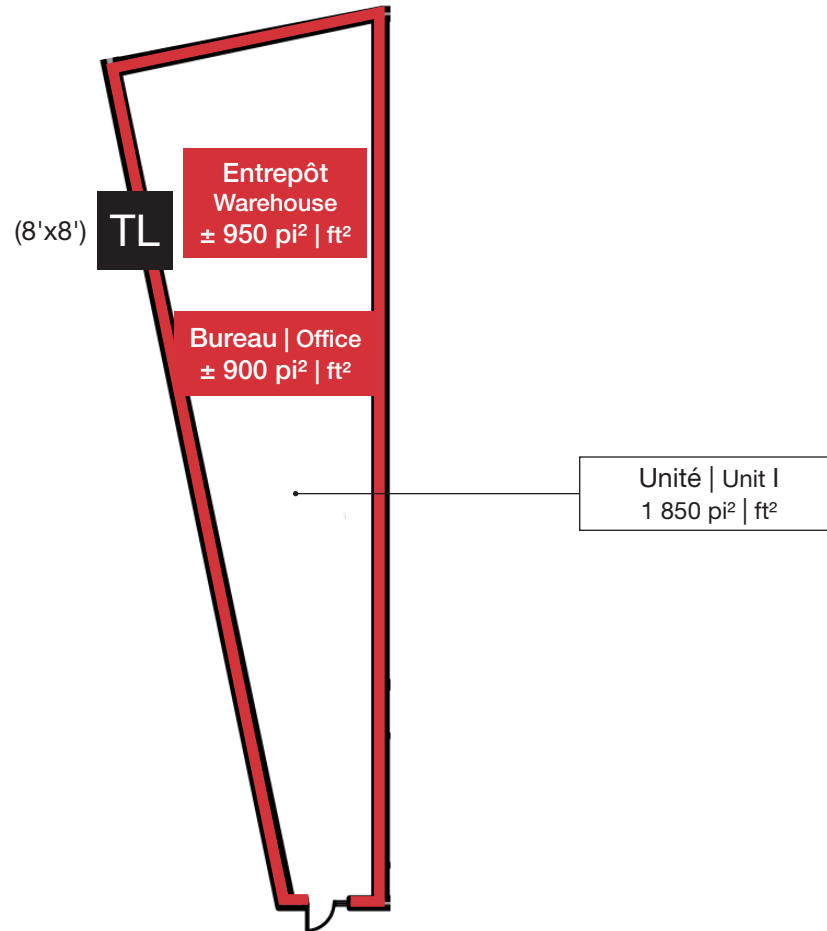 Entrepôt
Warehouse
± 950 pi² | ft²
(8'x8')
TL
Bureau | Office
± 900 pi² | ft²
Unité | Unit I
1 850 pi² | ft²